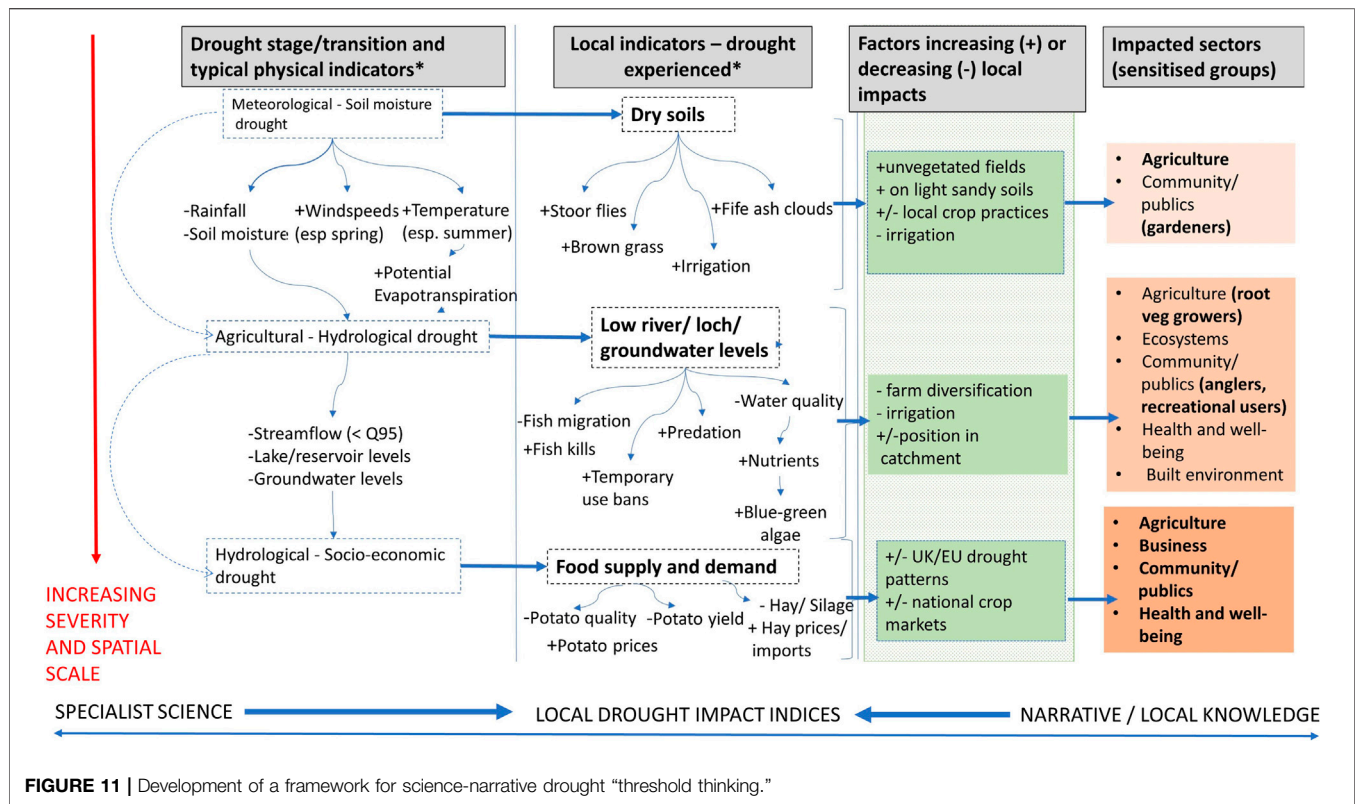 Drought stage/transition and
typical physical indicators*
Local indicators – drought
experienced*
Factors increasing (+) or
decreasing (-) local
impacts
Impacted sectors
(sensitised groups)
Meteorological - Soil moisture
drought
Dry soils
-Rainfall
-Soil moisture
+Windspeeds
(esp spring)
+Temperature
(esp. summer)
+Potential
Evapotranspiration
+Stoor flies
+Brown grass
+Irrigation
+Fife ash clouds
+unvegetated fields
+ on light sandy soils
+/- local crop practices
- irrigation
• Agriculture
• Community/
publics
(gardeners)
Agricultural - Hydrological drought
Low river/ loch/
groundwater levels
-Streamflow (< Q95)
-Lake/reservoir levels
-Groundwater levels
-Fish migration
+Fish kills
+Temporary
use bans
+Predation
-Water quality
+Nutrients
+Blue-green
algae
- farm diversification
- irrigation
+/-position in
catchment
• Agriculture (root
veg growers)
• Ecosystems
• Community/
publics (anglers,
recreational users)
• Health and well-
being
• Built environment
Hydrological - Socio-economic
drought
Food supply and demand
-Potato quality
+Potato prices
-Potato yield
- Hay/ Silage
+ Hay prices/
imports
+/- UK/EU drought
patterns
+/- national crop
markets
• Agriculture
• Business
• Community/
publics
• Health and well-
being
INCREASING
SEVERITY
AND SPATIAL
SCALE
SPECIALIST SCIENCE
LOCAL DROUGHT IMPACT INDICES
NARRATIVE / LOCAL KNOWLEDGE
FIGURE 11 | Development of a framework for science-narrative drought “threshold thinking.”